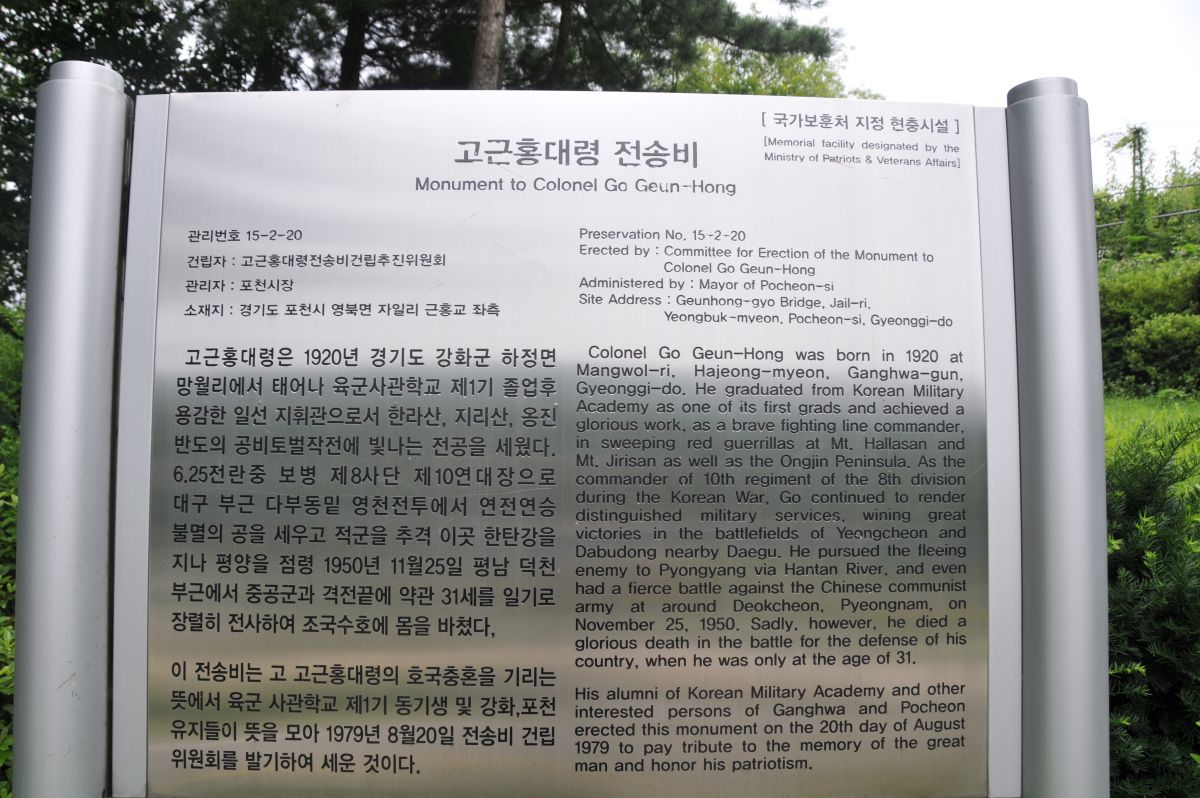 [ 국가보훈처 지정 현충시설 ]
[Memorial facility designated by the
Ministry of Patriots & Veterans Affairs]
고근홍대령 전송비
Monument to Colonel Go Geun-Hong
관리번호 15-2-20
건립자 : 고근홍대령전송비건립추진위원회
관리자 : 포천시장
소재지 : 경기도 포천시 영북면 자일리 근홍교 좌측
고근홍대령은 1920년 경기도 강화군 하정면
망월리에서 태어나 육군사관학교 제1기 졸업후
용감한 일선 지휘관으로서 한라산, 지리산, 옹진
반도의 공비토벌작전에 빛나는 전공을 세웠다.
6.25전란중 보병 제8사단 제10연대장으로
대구 부근 다부동밑 영천전투에서 연전연승
불멸의 공을 세우고 적군을 추격 이곳 한탄강을
지나 평양을 점령 1950년 11월25일 평남 덕천
부근에서 중공군과 격전끝에 약관 31세를 일기로
장렬히 전사하여 조국수호에 몸을 바쳤다,
이 전송비는 고 고근홍대령의 호국충혼을 기리는
뜻에서 육군 사관학교 제1기 동기생 및 강화,포천
유지들이 뜻을 모아 1979년 8월20일 전송비 건립
위원회를 발기하여 세운 것이다.
Preservation No. 15-2-20
Erected by : Committee for Erection of the Monument to
Colonel Go Geun-Hong
Administered by : Mayor of Pocheon-si
Site Address : Geunhong-gyo Bridge, Jail-ri,
Yeongbuk-myeon, Pocheon-si, Gyeonggi-do
Colonel Go Geun-Hong was born in 1920 at
Mangwol-ri, Hajeong-myeon, Ganghwa-gun,
Gyeonggi-do. He graduated from Korean Military
Academy as one of its first grads and achieved a
glorious work, as a brave fighting line commander,
in sweeping red guerrillas at Mt. Hallasan and
Mt. Jirisan as well as the Ongjin Peninsula. As the
commander of 10th regiment of the 8th division
during the Korean War, Go continued to render
distinguished military services, wining great
victories in the battlefields of Yeongcheon and
Dabudong nearby Daegu. He pursued the fleeing
enemy to Pyongyang via Hantan River, and even
had a fierce battle against the Chinese communist
army at around Deokcheon, Pyeongnam, on
November 25, 1950. Sadly, however, he died a
glorious death in the battle for the defense of his
country, when he was only at the age of 31.
His alumni of Korean Military Academy and other
interested persons of Ganghwa and Pocheon
erected this monument on the 20th day of August
1979 to pay tribute to the memory of the great
man and honor his patriotism.